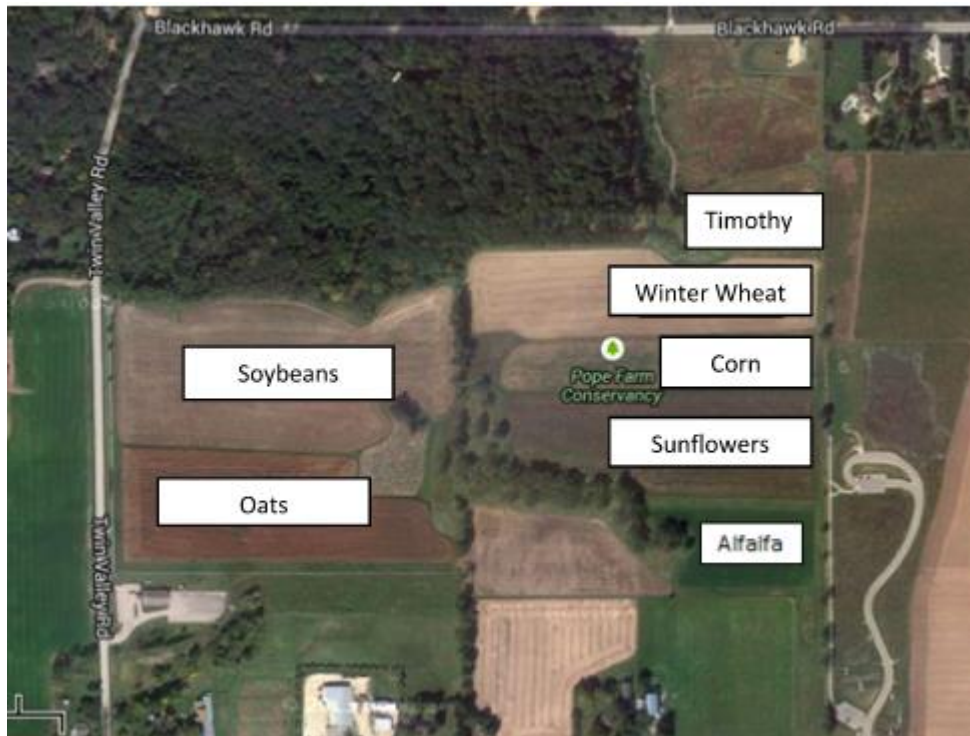 Blackhawk Rd
Blackhawk Rd
Twin Valley Rd
Timothy
Winter Wheat
Soybeans
Corn
Pope Farm
Conservancy
Sunflowers
Oats
Alfalfa
Twin Valley Rd